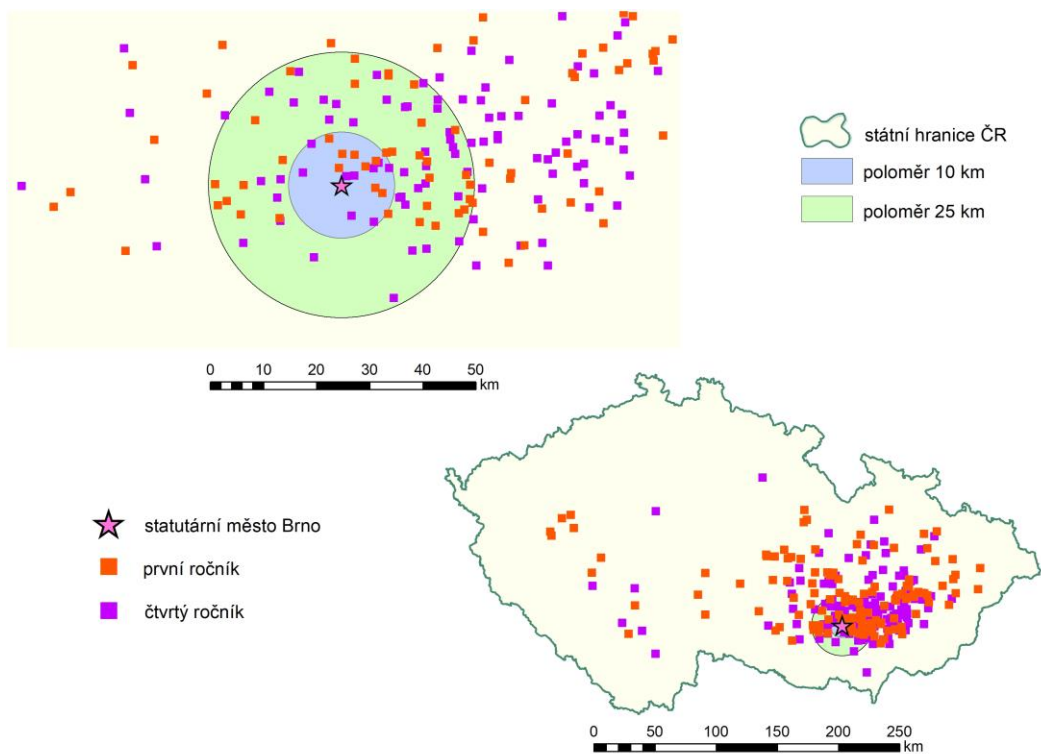 státní hranice ČR
poloměr 10 km
poloměr 25 km
0 10 20 30 40 50
km
statutární město Brno
první ročník
čtvrtý ročník
0 50 100 150 200 250
km